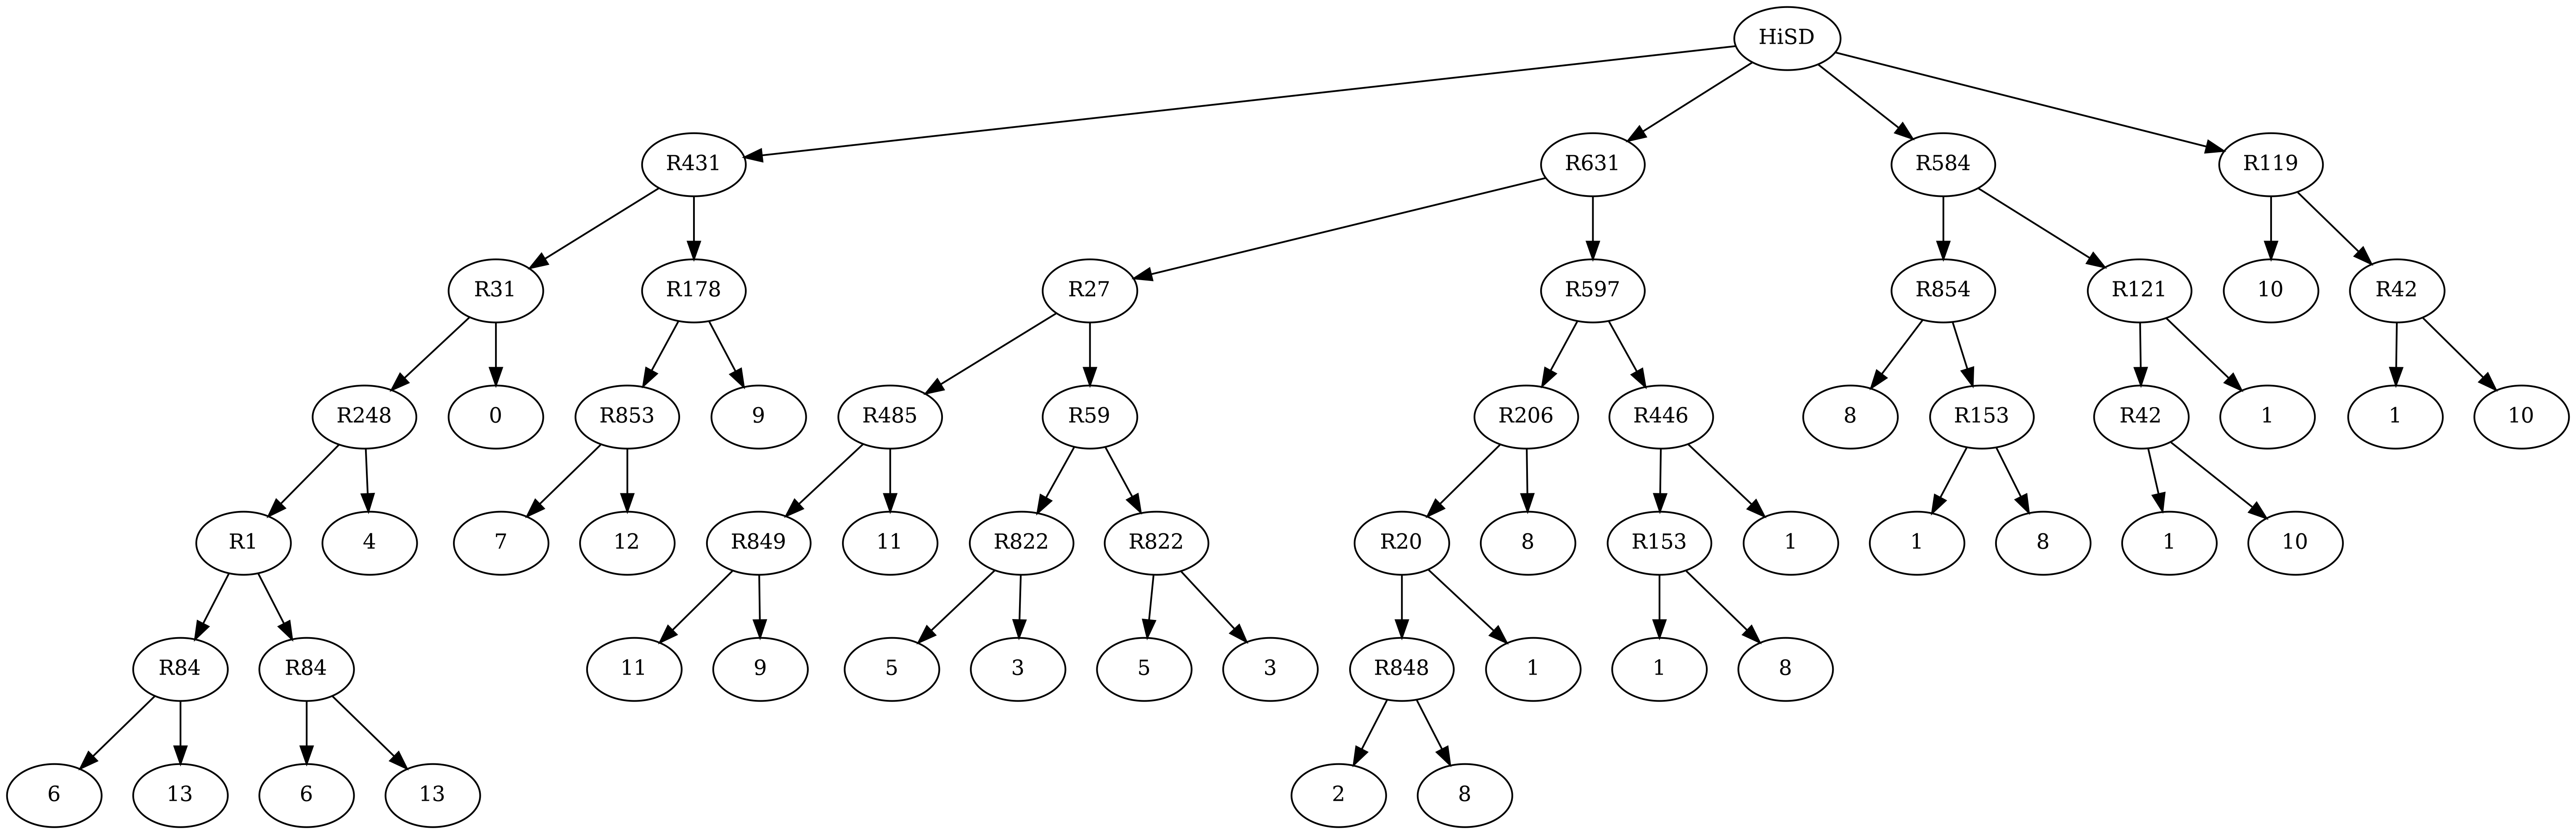 HiSD
R431 R631 R584 R119
R31 R178 R27 R597 R854 R121 10 R42
R248 0 R853 9 R485 R59 R206 R446 8 R153 R42 1 1 10
R1 4 7 12 R849 11 R822 R822 R20 8 R153 1 1 8 1 10
R84 R84 11 9 5 3 5 3 R848 1 1 8
6 13 6 13 2 8